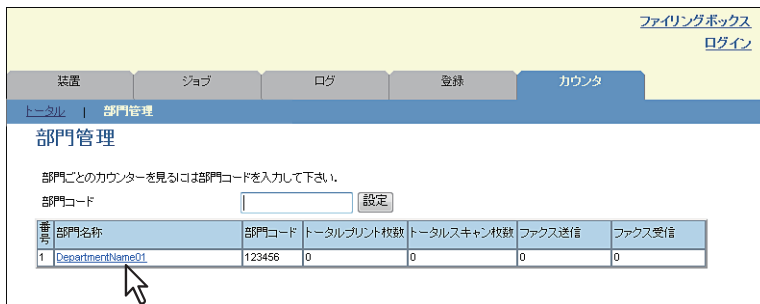 ファイリングボックス
ログイン
装置 ジョブ ログ 登録 カウンタ
トータル | 部門管理
部門管理
部門ごとのカウンターを見るには部門コードを入力して下さい.
部門コード 設定
番号 部門名称 部門コード トータルプリント枚数 トータルスキャン枚数 ファクス送信 ファクス受信
1 DepartmentName01 123456 0 0 0 0